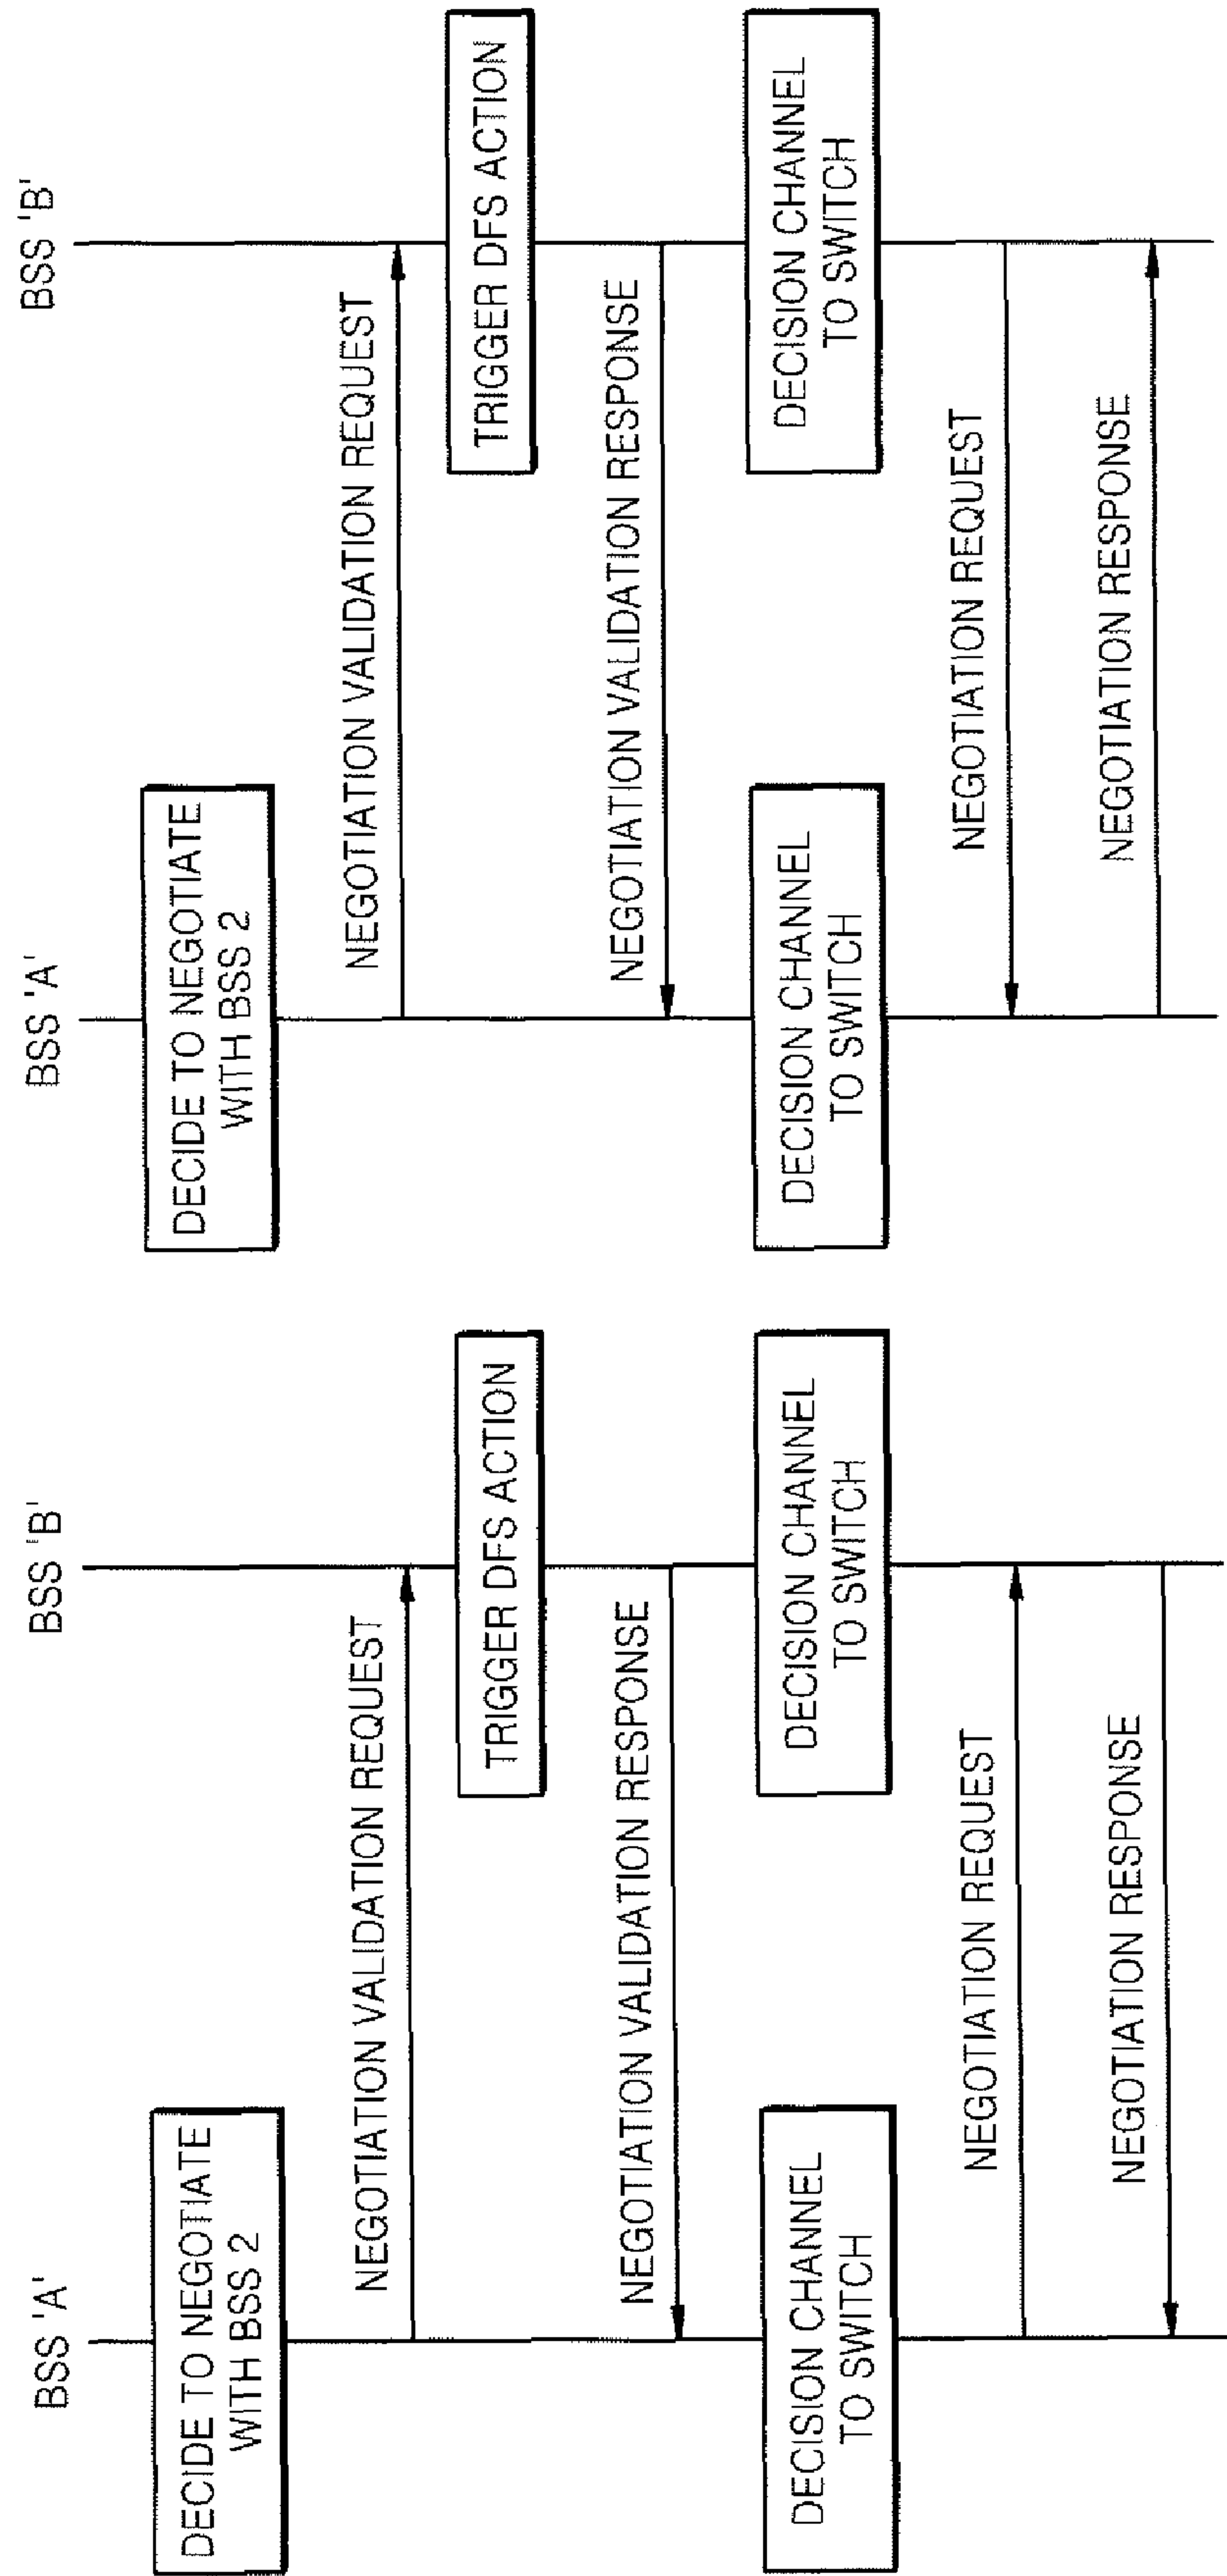 BSS 'A'
BSS 'B'
DECIDE TO NEGOTIATE
WITH BSS 2
NEGOTIATION VALIDATION REQUEST
TRIGGER DFS ACTION
NEGOTIATION VALIDATION RESPONSE
DECISION CHANNEL
TO SWITCH
DECISION CHANNEL
TO SWITCH
NEGOTIATION REQUEST
NEGOTIATION RESPONSE
BSS 'A'
BSS 'B'
DECIDE TO NEGOTIATE
WITH BSS 2
NEGOTIATION VALIDATION REQUEST
TRIGGER DFS ACTION
NEGOTIATION VALIDATION RESPONSE
DECISION CHANNEL
TO SWITCH
DECISION CHANNEL
TO SWITCH
NEGOTIATION REQUEST
NEGOTIATION RESPONSE